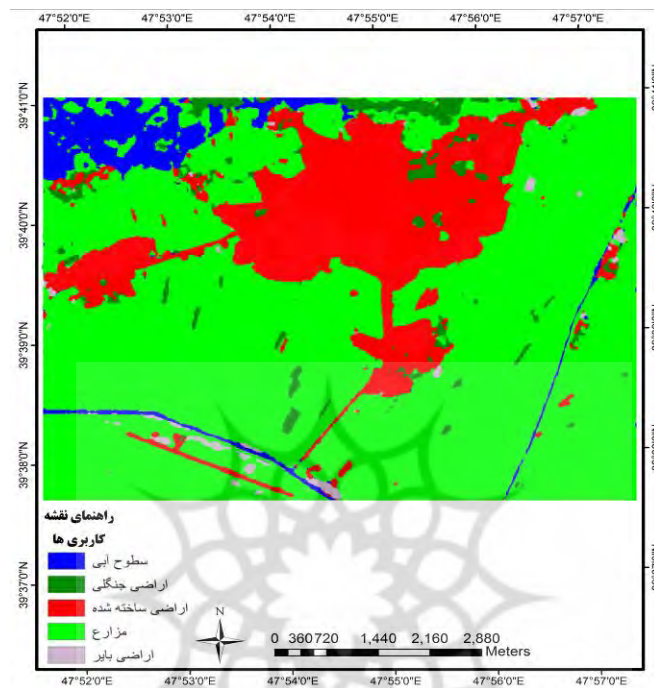 47°52'0"E 47°53'0"E 47°54'0"E 47°55'0"E 47°56'0"E 47°57'0"E
39°41'0"N
39°40'0"N
39°39'0"N
39°38'0"N
39°37'0"N
راهنمای نقشه
کاربری ها
سطوح آبی
اراضی جنگلی
اراضی ساخته شده
مزارع
اراضی بایر
N
0 360720 1,440 2,160 2,880
Meters
47°52'0"E 47°53'0"E 47°54'0"E 47°55'0"E 47°56'0"E 47°57'0"E